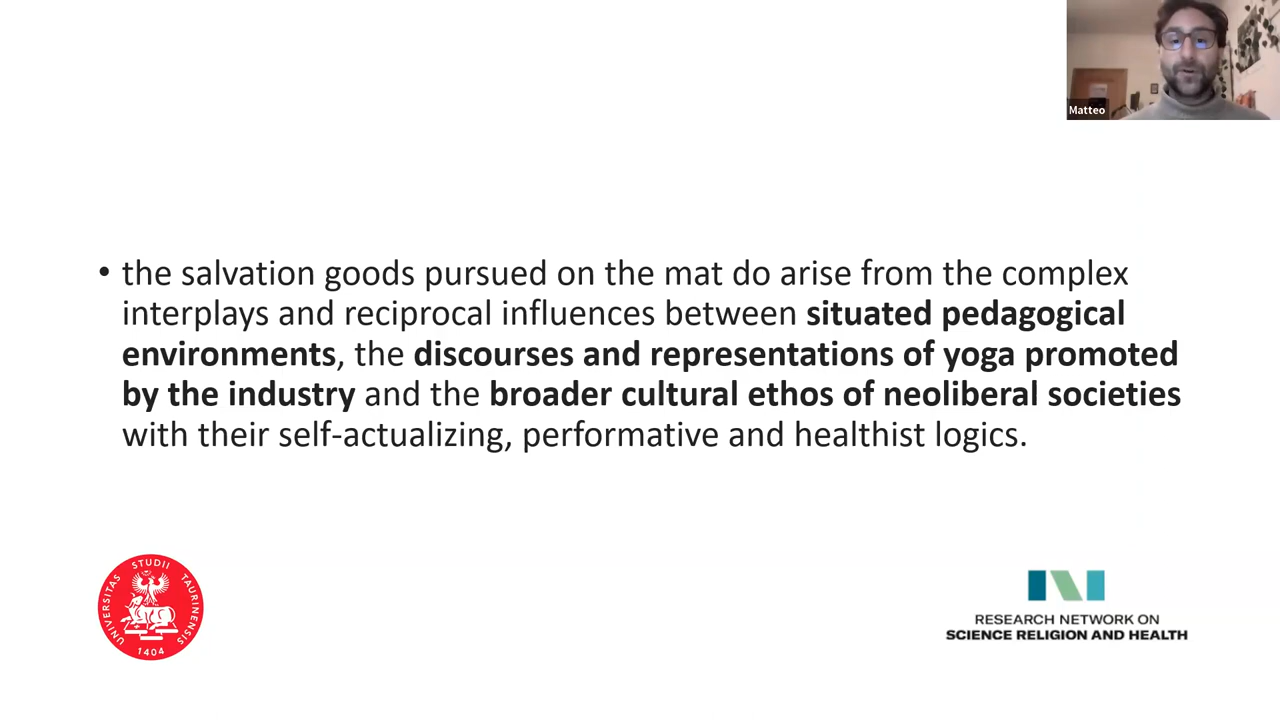 Matteo
• the salvation goods pursued on the mat do arise from the complex
interplays and reciprocal influences between situated pedagogical
environments, the discourses and representations of yoga promoted
by the industry and the broader cultural ethos of neoliberal societies
with their self-actualizing, performative and healthist logics.
UNIVERSITAS STUDII TAURINENSIS
1404
RESEARCH NETWORK ON
SCIENCE RELIGION AND HEALTH